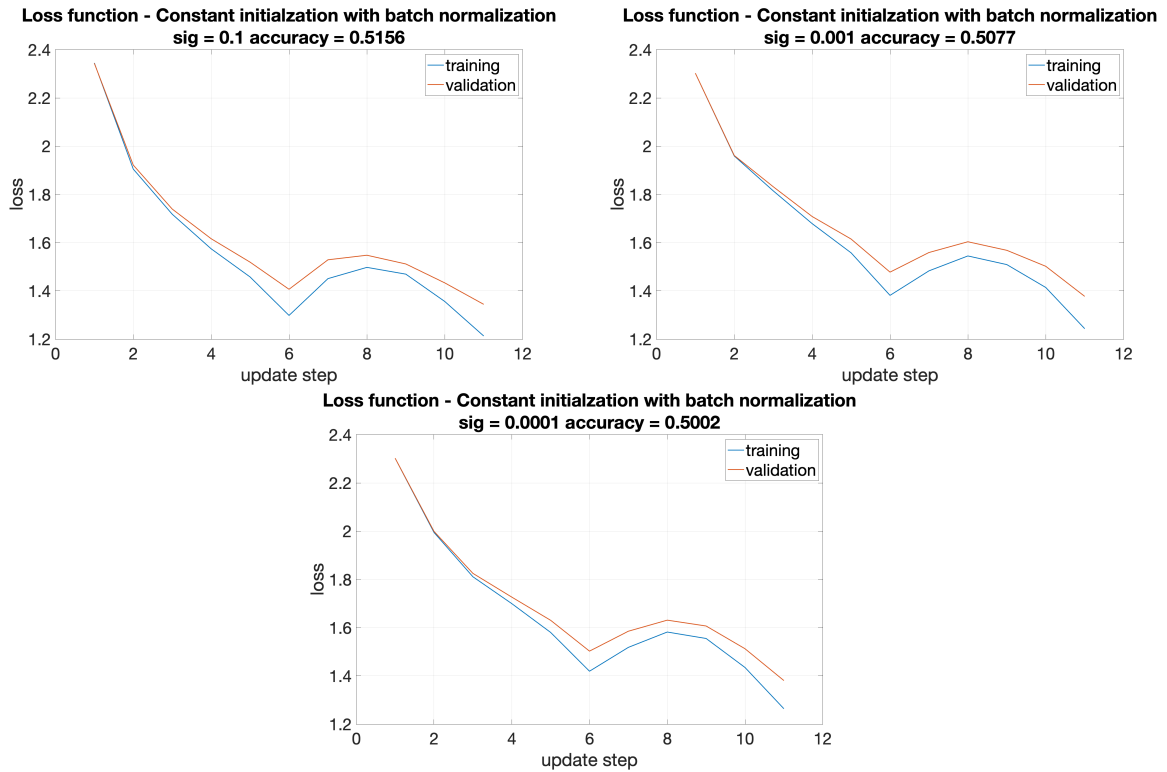 Loss function - Constant initialzation with batch normalization
sig = 0.1 accuracy = 0.5156
2.4
2.2
2
1.8
1.6
1.4
1.2
loss
training
validation
0 2 4 6 8 10 12
update step
Loss function - Constant initialzation with batch normalization
sig = 0.001 accuracy = 0.5077
2.4
2.2
2
1.8
1.6
1.4
1.2
loss
training
validation
0 2 4 6 8 10 12
update step
Loss function - Constant initialzation with batch normalization
sig = 0.0001 accuracy = 0.5002
2.4
2.2
2
1.8
1.6
1.4
1.2
loss
training
validation
0 2 4 6 8 10 12
update step